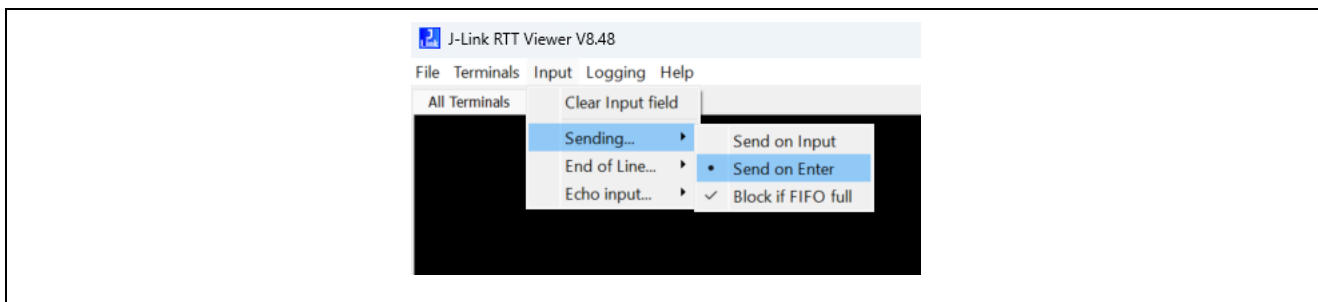 J-Link RTT Viewer V8.48
File Terminals Input Logging Help
All Terminals
Clear Input field
Sending...
End of Line...
Echo input...
Send on Input
Send on Enter
Block if FIFO full